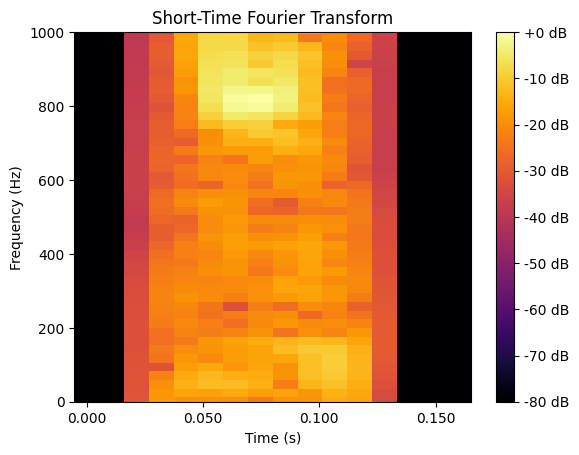 Short-Time Fourier Transform
1000
800
600
400
200
0
Frequency (Hz)
0.000
0.050
0.100
0.150
Time (s)
+0 dB
-10 dB
-20 dB
-30 dB
-40 dB
-50 dB
-60 dB
-70 dB
-80 dB